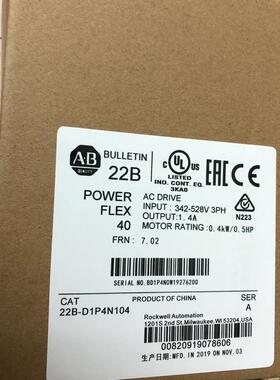 AB
QUALITY
BULLETIN
22B
C UL US
LISTED
IND. CONT. EQ.
3KA0
EAC
CE
N223
POWER
FLEX
40
AC DRIVE
INPUT: 342-528V 3PH
OUTPUT: 1.4A
MOTOR RATING: 0.4kW/0.5HP
FRN: 7.02
SERIAL NO. BD1P4N0W19276200
CAT
22B-D1P4N104
PRODUCT OF CHINA
SER
A
Rockwell Automation
1201S 2nd St.Milwaukee,WI 53204,USA
00820919078606
生产日期:MFD. IN 2019 ON NOV.03